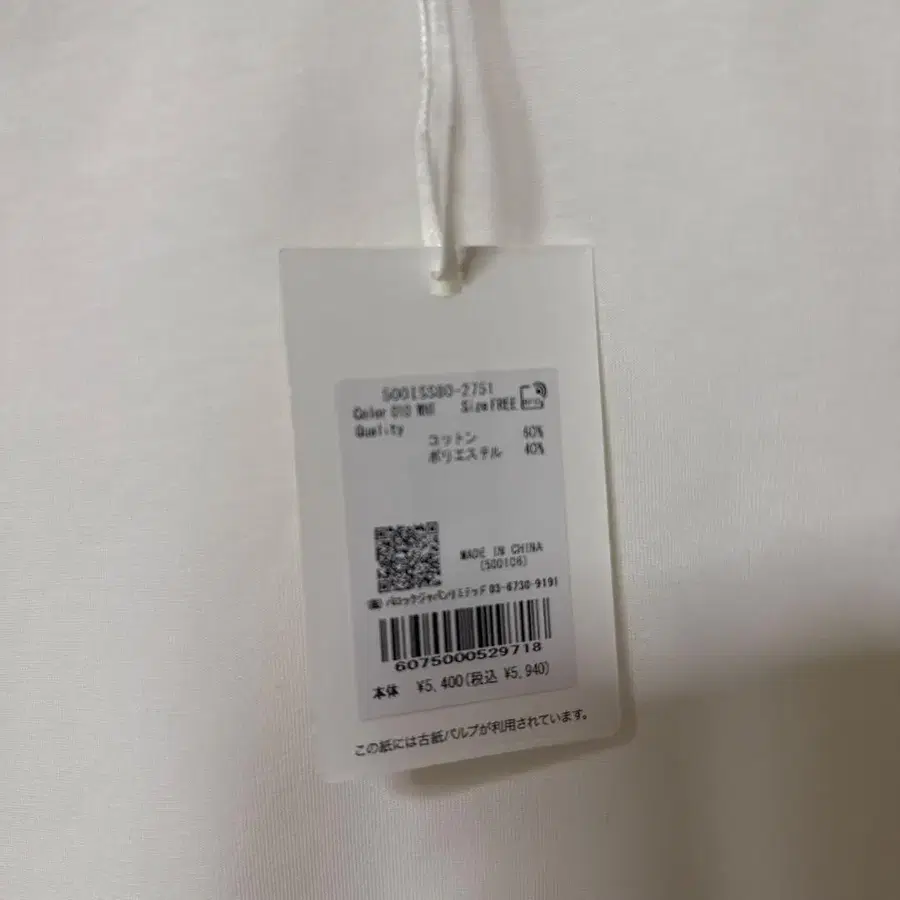 500ISS80-2751
Color 010 WHT Size FREE
Quality
コットン 60%
ポリエステル 40%
MADE IN CHINA
(500106)
㈱バロックジャパンリミテッド 03-6730-9191
6075000529718
本体 ¥5,400(税込 ¥5,940)
この紙には古紙パルプが利用されています。